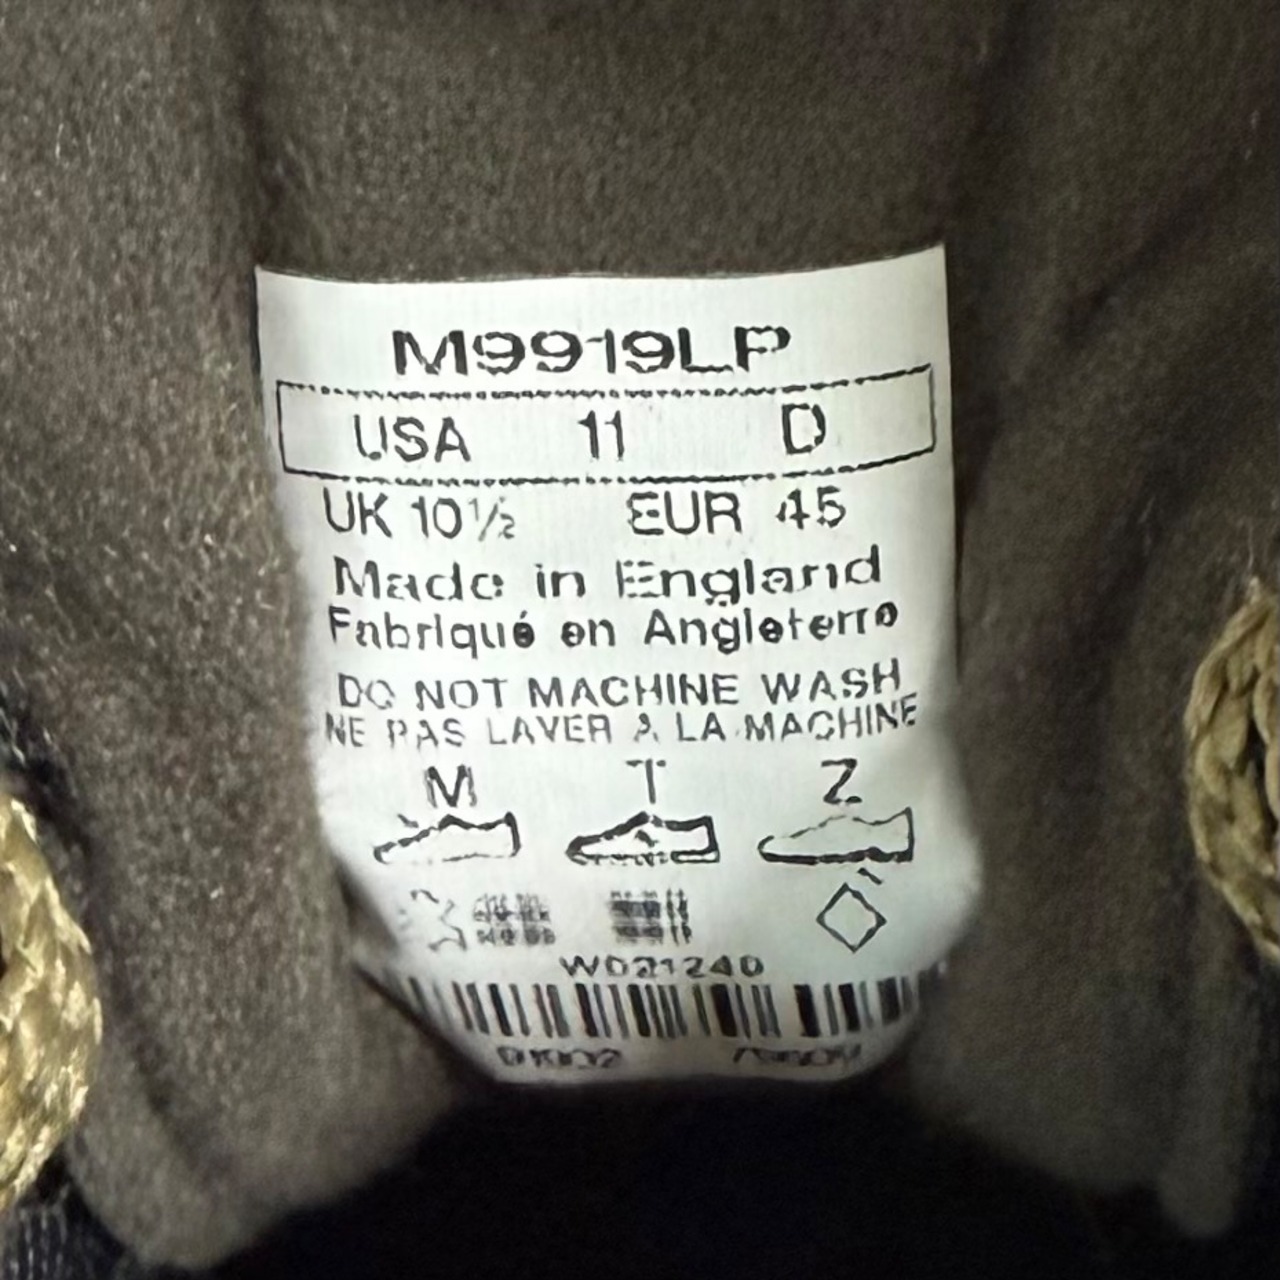 M9919LP
USA 11 D
UK 10½ EUR 45
Made in England
Fabriqué en Angleterre
DO NOT MACHINE WASH
NE PAS LAVER À LA MACHINE
M T Z
W021240